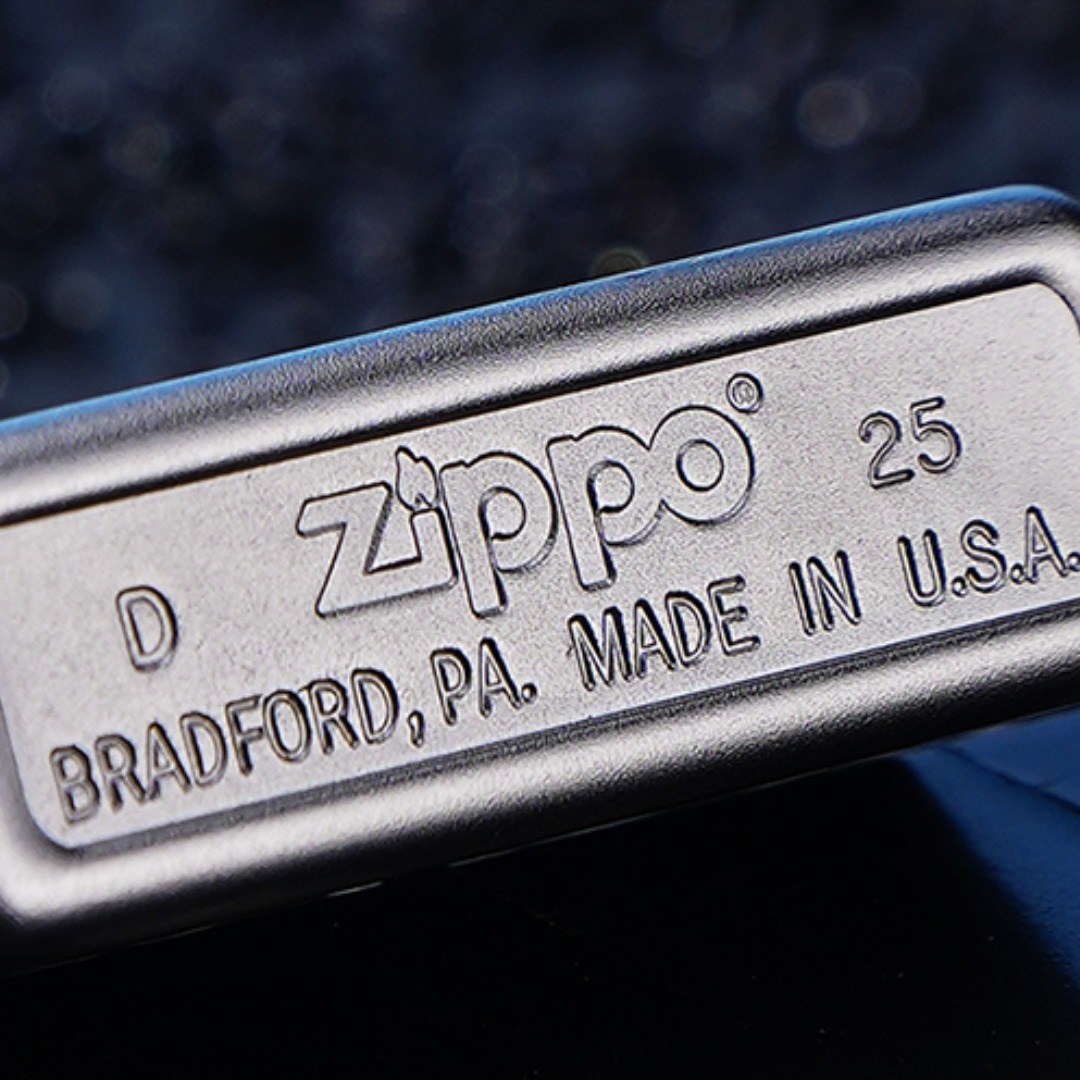 D zippo® 25
BRADFORD, PA. MADE IN U.S.A.